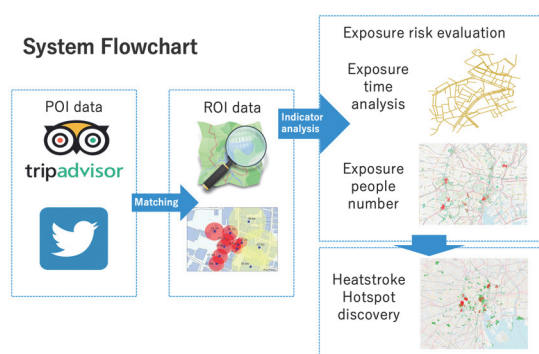 System Flowchart
POI data
tripadvisor
Matching
ROI data
Indicator
analysis
Exposure risk evaluation
Exposure
time
analysis
Exposure
people
number
Heatstroke
Hotspot
discovery